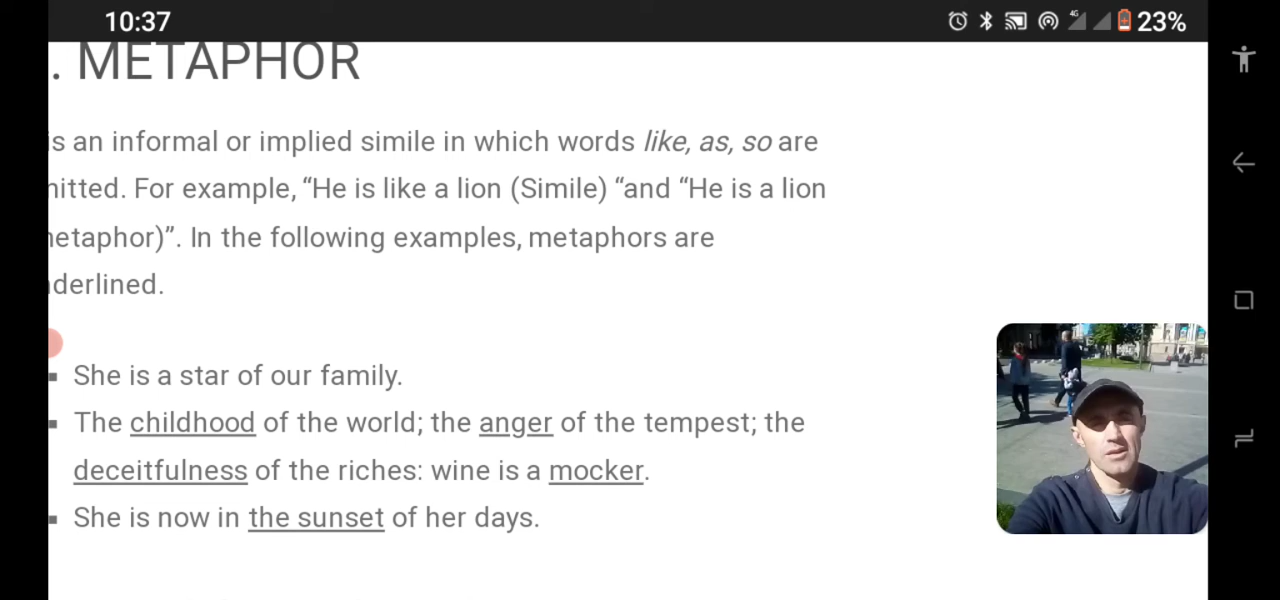 10:37
4G
23%
. METAPHOR
is an informal or implied simile in which words like, as, so are
nitted. For example, “He is like a lion (Simile) “and “He is a lion
netaphor)”. In the following examples, metaphors are
nderlined.
▪ She is a star of our family.
▪ The childhood of the world; the anger of the tempest; the
deceitfulness of the riches: wine is a mocker.
▪ She is now in the sunset of her days.